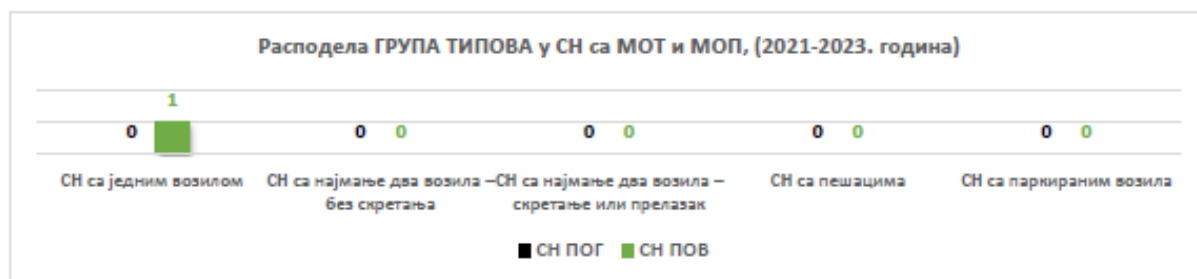 Расподела ГРУПА ТИПОВА у СН са МОТ и МОП, (2021-2023. година)
1
0
0 0
0 0
0 0
0 0
СН са једним возилом
СН са најмање два возила –
без скретања
СН са најмање два возила –
скретање или прелазак
СН са пешацима
СН са паркираним возила
СН ПОГ СН ПОВ